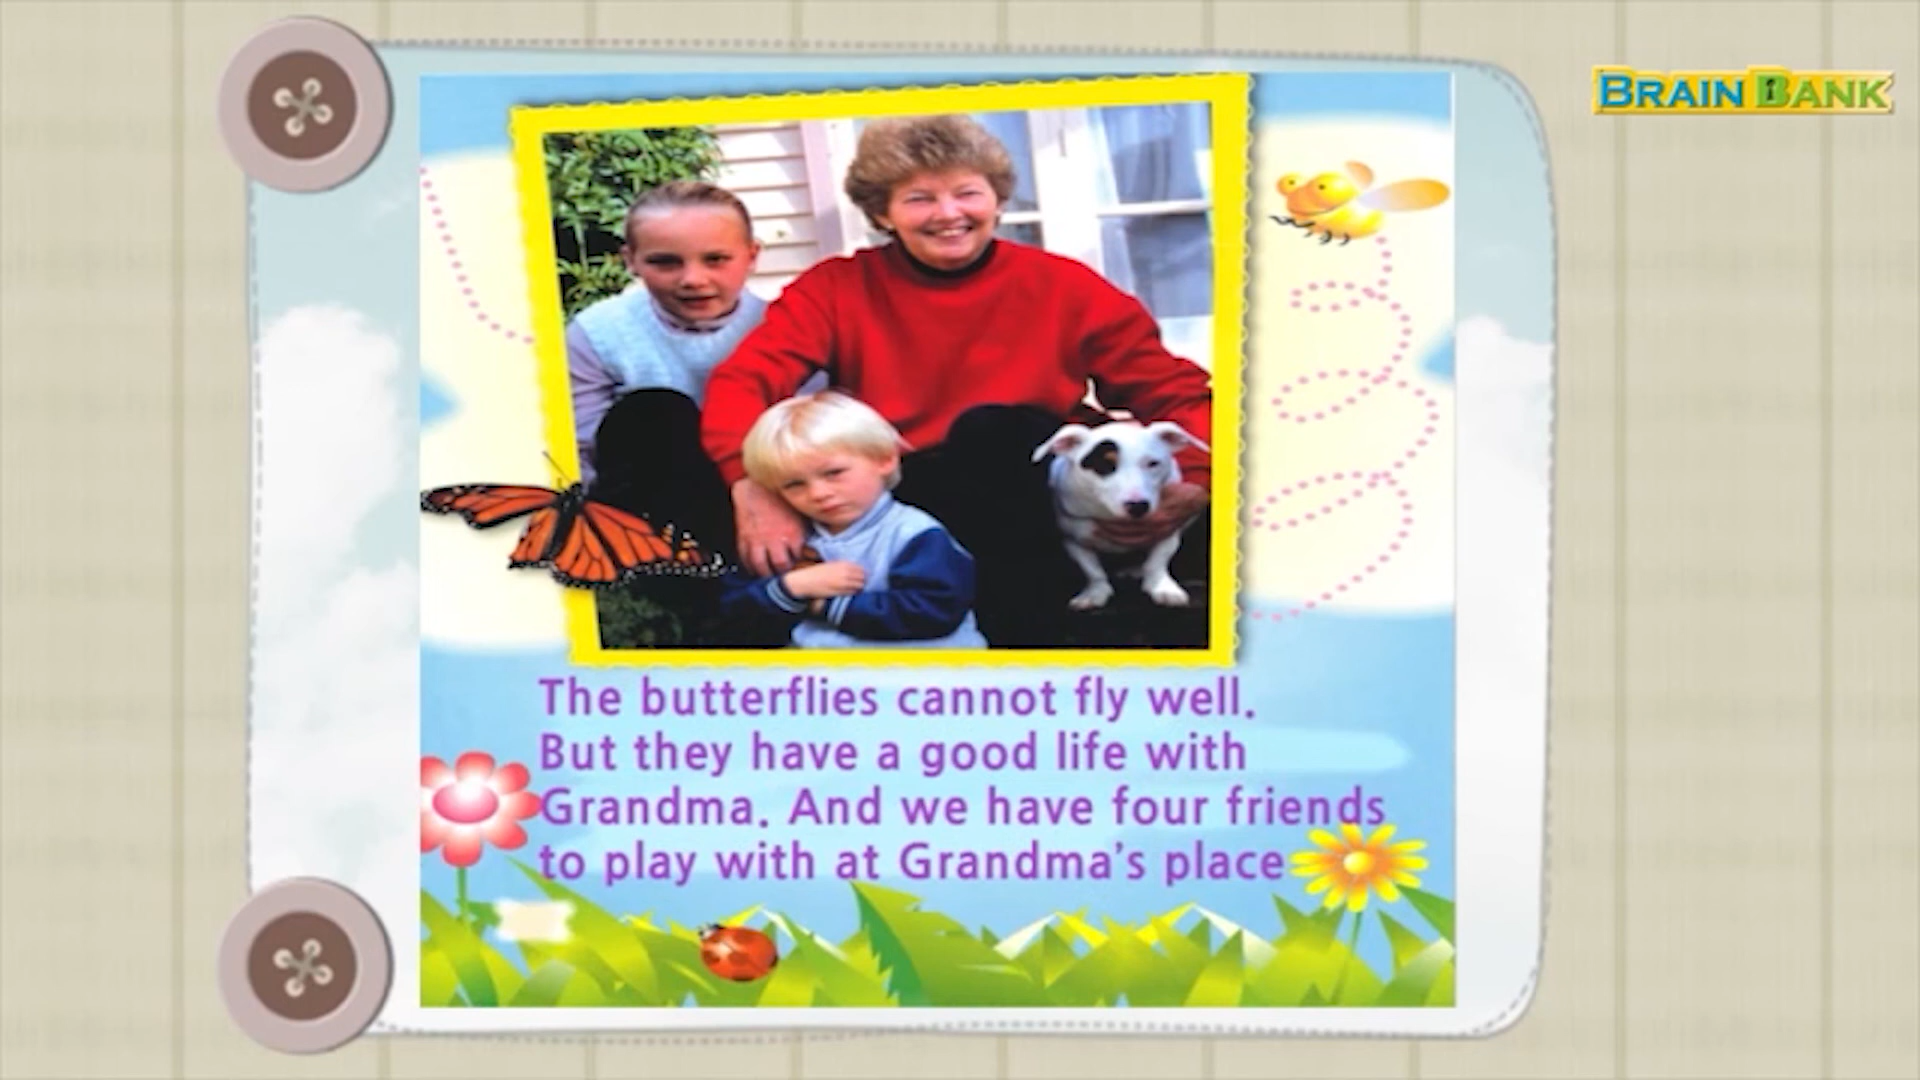 BRAIN BANK
The butterflies cannot fly well.
But they have a good life with
Grandma. And we have four friends
to play with at Grandma's place